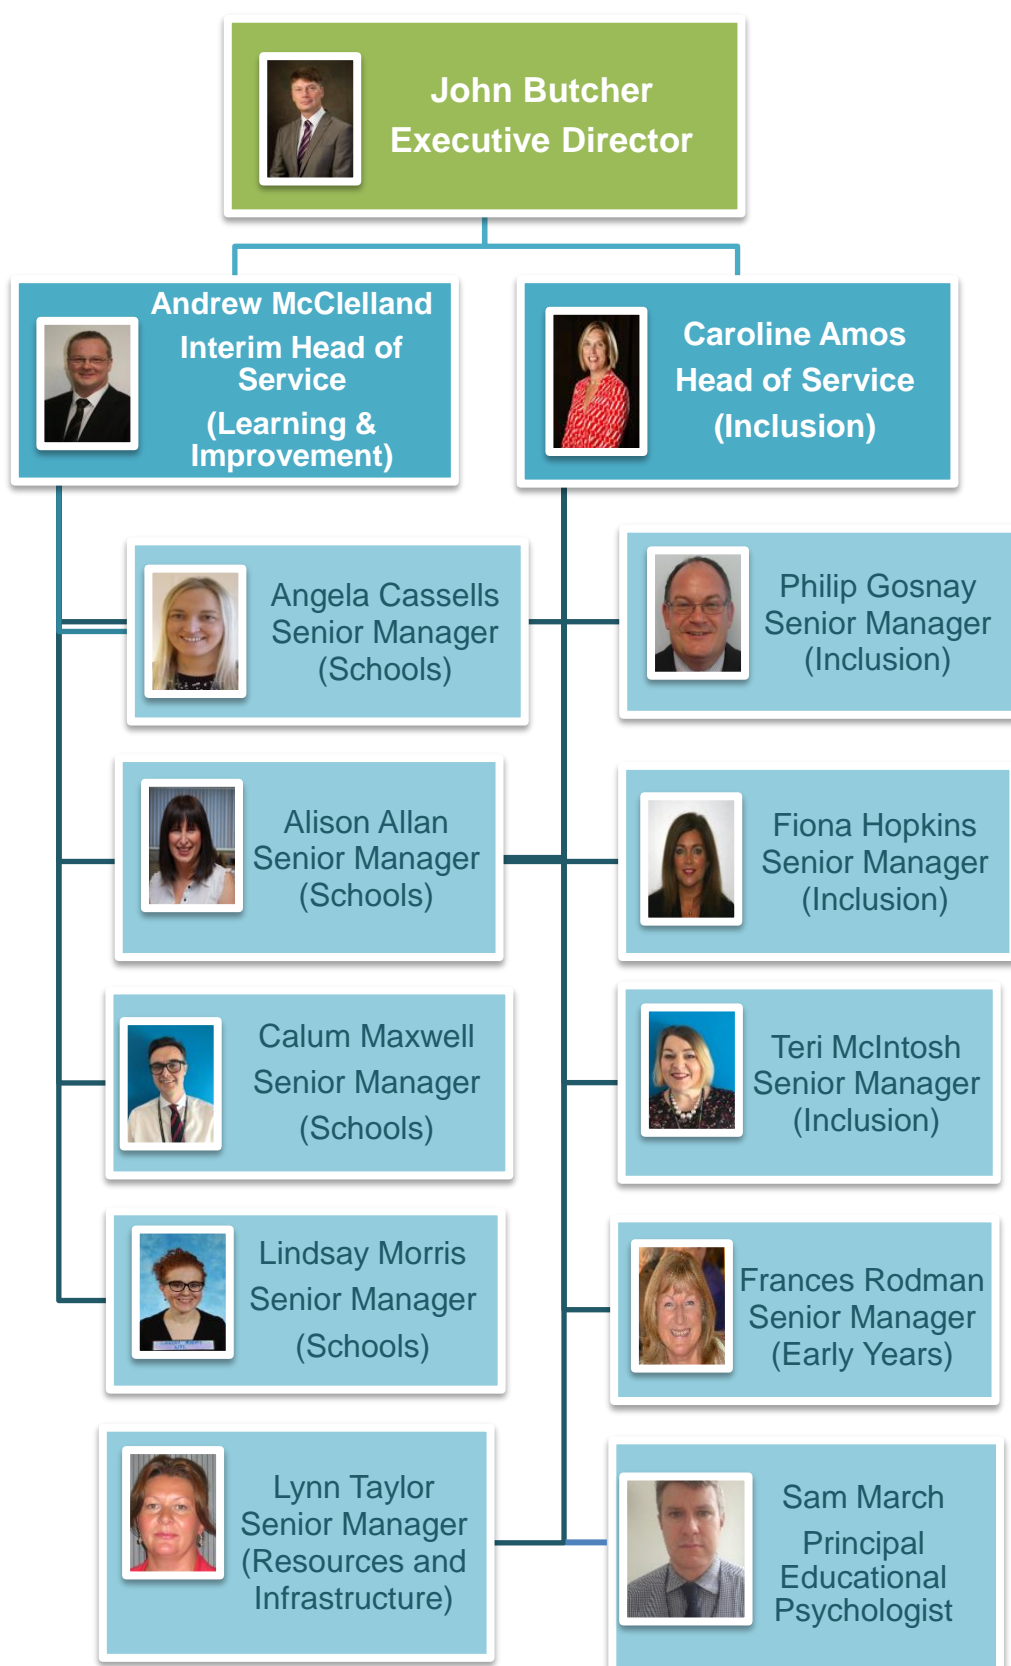 John Butcher
Executive Director
Andrew McClelland
Interim Head of
Service
(Learning &
Improvement)
Caroline Amos
Head of Service
(Inclusion)
Angela Cassells
Senior Manager
(Schools)
Philip Gosnay
Senior Manager
(Inclusion)
Alison Allan
Senior Manager
(Schools)
Fiona Hopkins
Senior Manager
(Inclusion)
Calum Maxwell
Senior Manager
(Schools)
Teri McIntosh
Senior Manager
(Inclusion)
Lindsay Morris
Senior Manager
(Schools)
Frances Rodman
Senior Manager
(Early Years)
Lynn Taylor
Senior Manager
(Resources and
Infrastructure)
Sam March
Principal
Educational
Psychologist